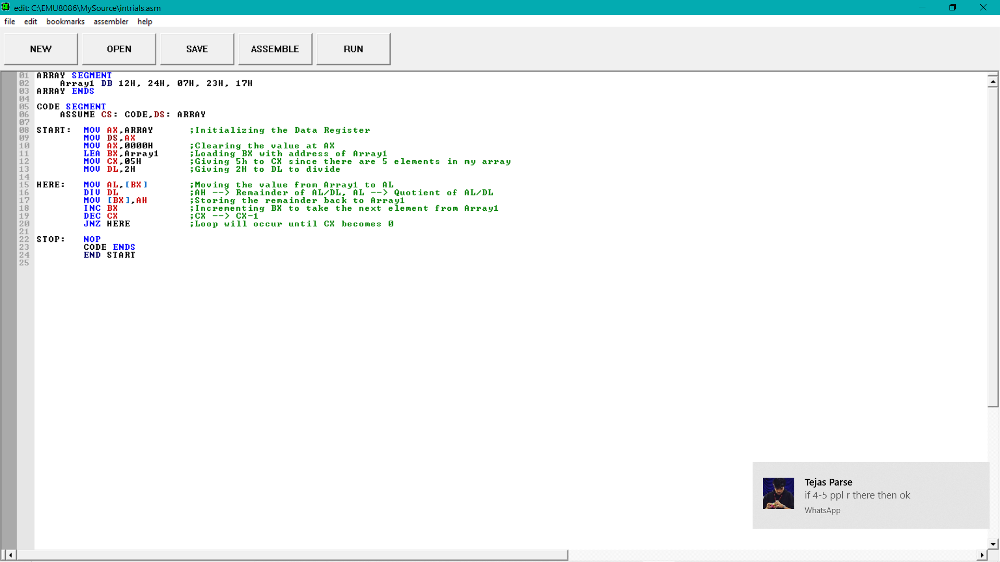 edit: C:\EMU8086\MySource\intrials.asm
file edit bookmarks assembler help
NEW OPEN SAVE ASSEMBLE RUN
01 ARRAY SEGMENT
02 Array1 DB 12H, 24H, 07H, 23H, 17H
03 ARRAY ENDS
04
05 CODE SEGMENT
06 ASSUME CS: CODE,DS: ARRAY
07
08 START: MOV AX,ARRAY ;Initializing the Data Register
09 MOV DS,AX
10 MOV AX,0000H ;Clearing the value at AX
11 LEA BX,Array1 ;Loading BX with address of Array1
12 MOV CX,05H ;Giving 5h to CX since there are 5 elements in my array
13 MOV DL,2H ;Giving 2H to DL to divide
14
15 HERE: MOV AL,[BX] ;Moving the value from Array1 to AL
16 DIV DL ;AH --> Remainder of AL/DL, AL --> Quotient of AL/DL
17 MOV [BX],AH ;Storing the remainder back to Array1
18 INC BX ;Incrementing BX to take the next element from Array1
19 DEC CX ;CX --> CX-1
20 JNZ HERE ;Loop will occur until CX becomes 0
21
22 STOP: NOP
23 CODE ENDS
24 END START
25
Tejas Parse
if 4-5 ppl r there then ok
WhatsApp